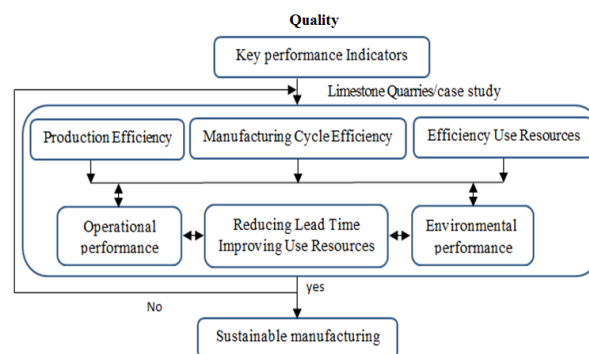 Quality
Key performance Indicators
Limestone Quarries/case study
Production Efficiency
Manufacturing Cycle Efficiency
Efficiency Use Resources
Operational
performance
Reducing Lead Time
Improving Use Resources
Environmental
performance
yes
No
Sustainable manufacturing